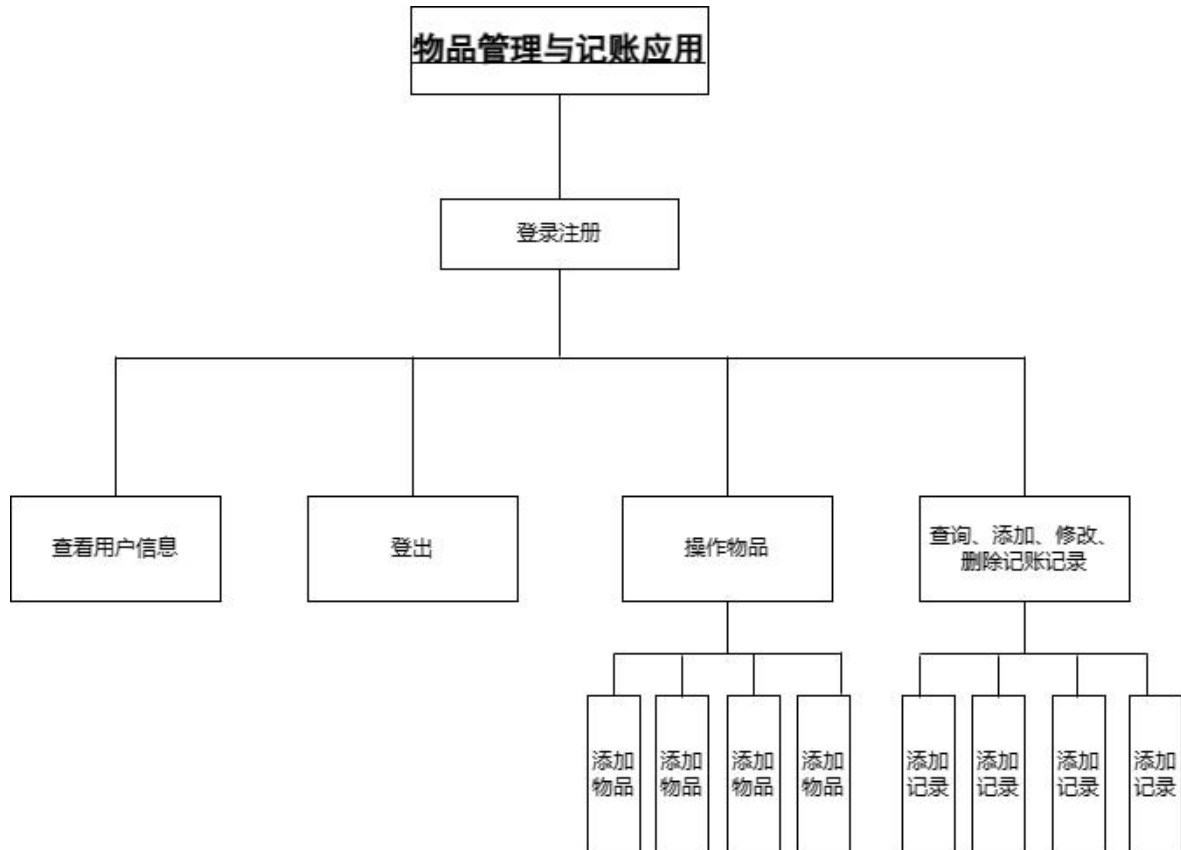 物品管理与记账应用
登录注册
查看用户信息
登出
操作物品
查询、添加、修改、
删除记账记录
添加
物品
添加
物品
添加
物品
添加
物品
添加
记录
添加
记录
添加
记录
添加
记录